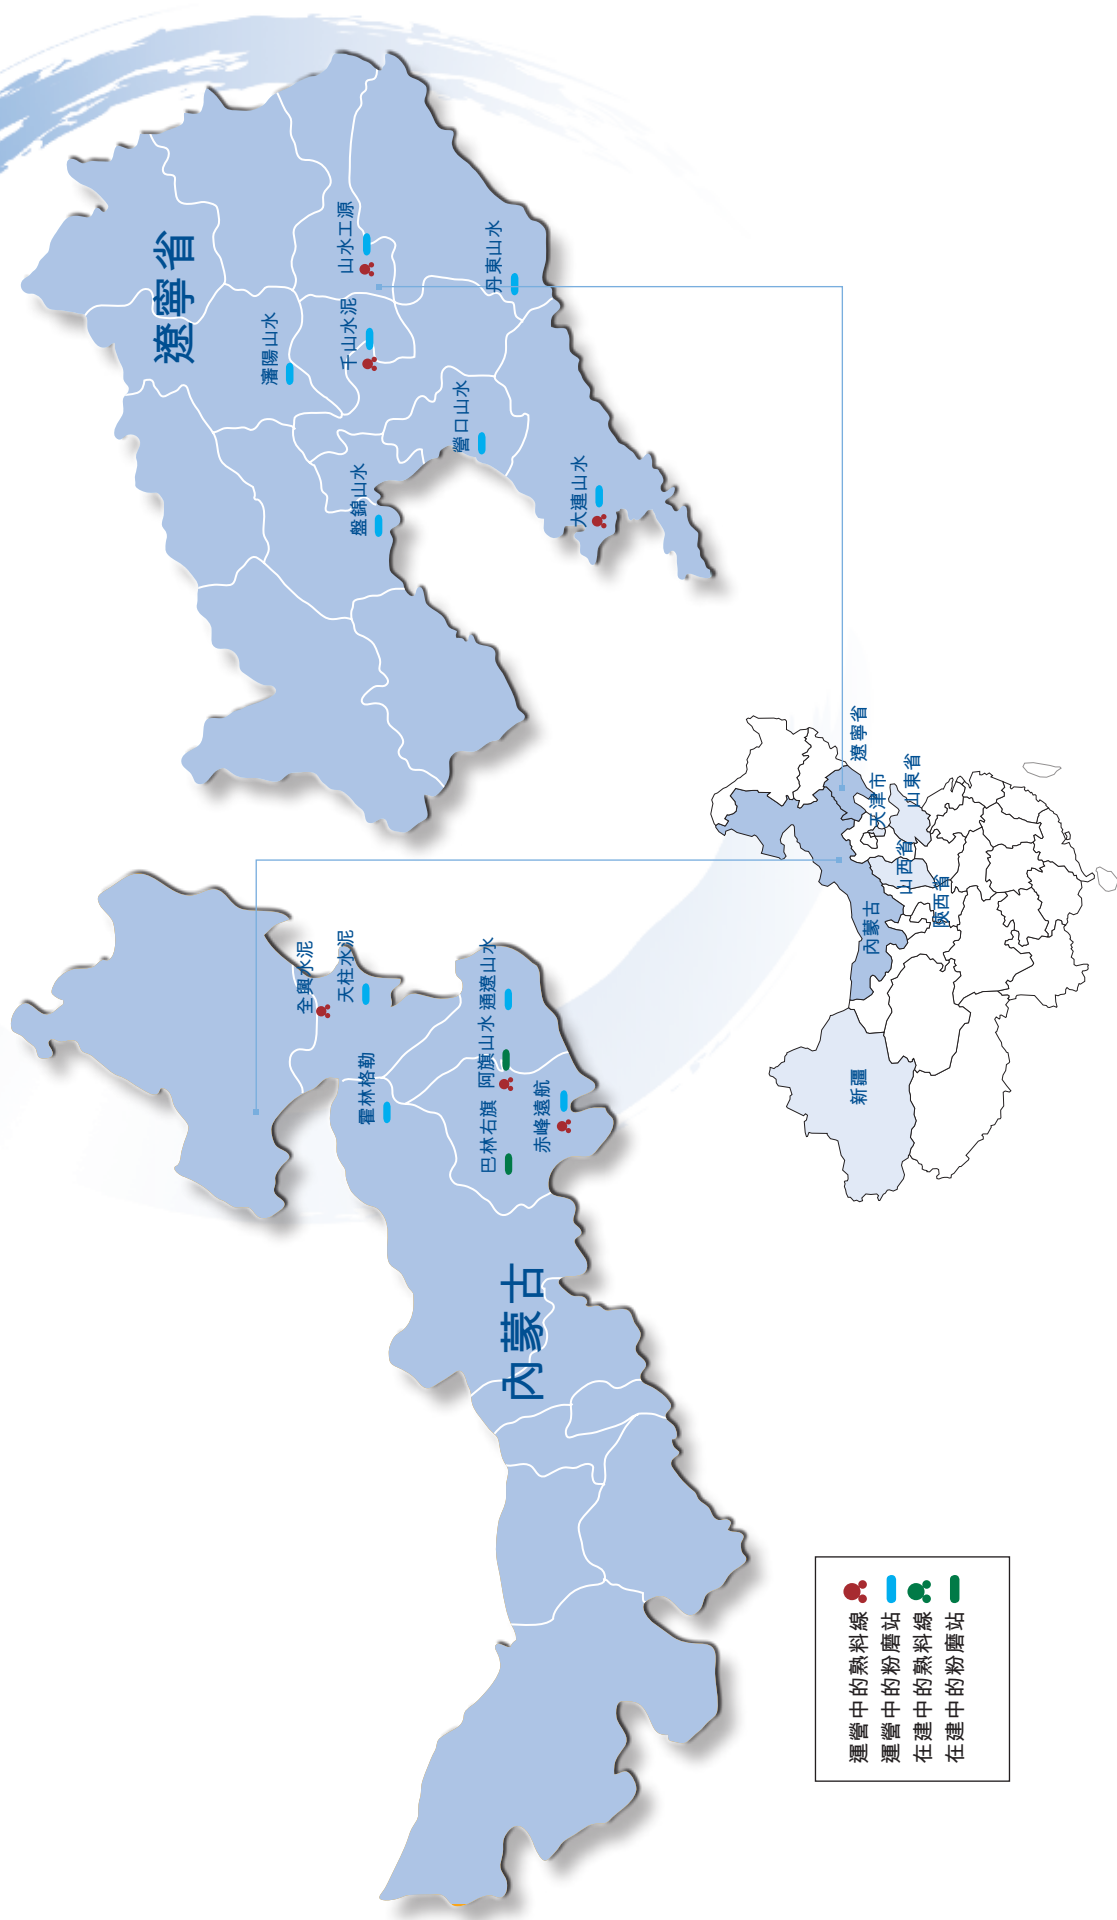 遼寧省
瀋陽山水
山水工源
千山水泥
丹東山水
營口山水
盤錦山水
大連山水
內蒙古
全興水泥
天柱水泥
霍林格勒
通遼山水
阿旗山水
巴林右旗
赤峰遠航
遼寧省
天津市
山東省
山西省
陝西省
內蒙古
新疆
運營中的熟料線
運營中的粉磨站
在建中的熟料線
在建中的粉磨站